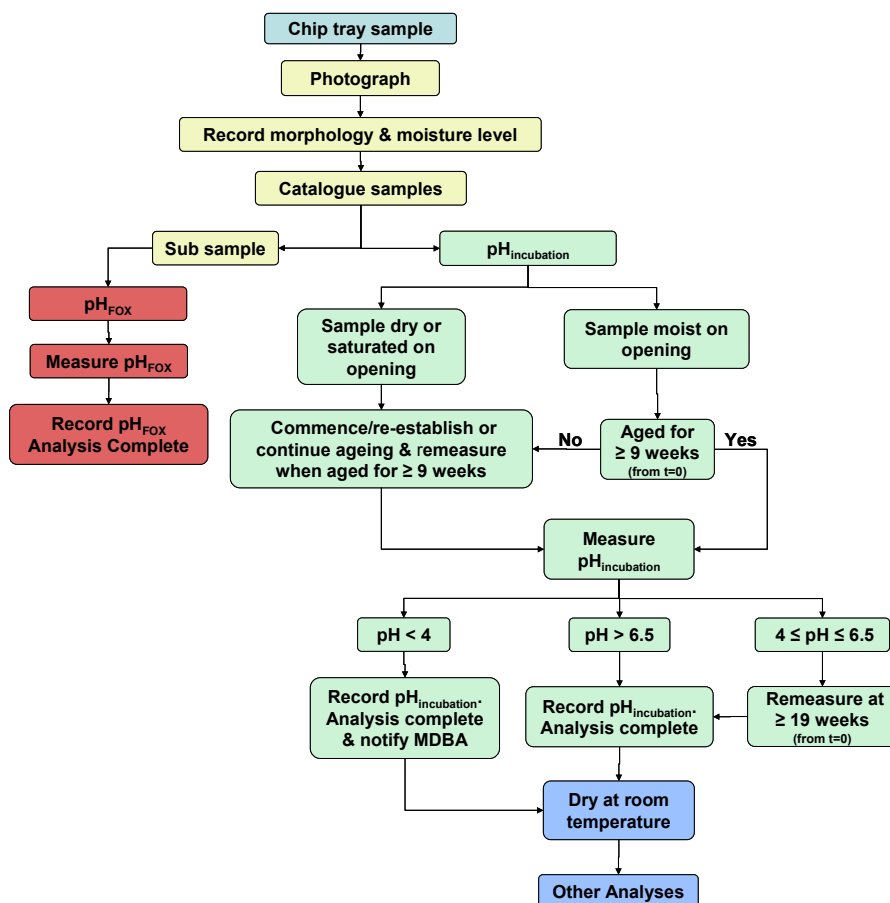 Chip tray sample
Photograph
Record morphology & moisture level
Catalogue samples
Sub sample
pHincubation
pHFOX
Sample dry or
saturated on
opening
Sample moist on
opening
Measure pHFOX
Record pHFOX
Analysis Complete
Commence/re-establish or
continue ageing & remeasure
when aged for ≥ 9 weeks
No
Aged for
≥ 9 weeks
(from t=0)
Yes
Measure
pHincubation
pH < 4
pH > 6.5
4 ≤ pH ≤ 6.5
Record pHincubation.
Analysis complete
& notify MDBA
Record pHincubation.
Analysis complete
Remeasure at
≥ 19 weeks
(from t=0)
Dry at room
temperature
Other Analyses